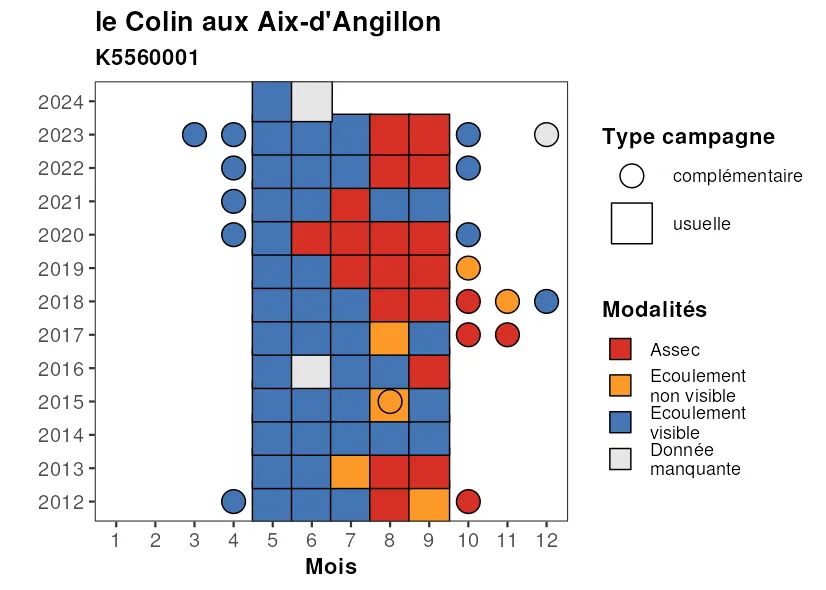 le Colin aux Aix-d'Angillon
K5560001
2024
2023
2022
2021
2020
2019
2018
2017
2016
2015
2014
2013
2012
1 2 3 4 5 6 7 8 9 10 11 12
Mois
Type campagne
complémentaire
usuelle
Modalités
Assec
Ecoulement
non visible
Ecoulement
visible
Donnée
manquante